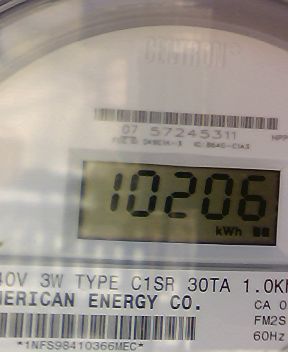 CENTRON
07 57245311
10206
kWh
40V 3W TYPE C1SR 30TA 1.0K
MERICAN ENERGY CO.
CA 0
FM2S
60Hz
*1NFS98410366MEC*